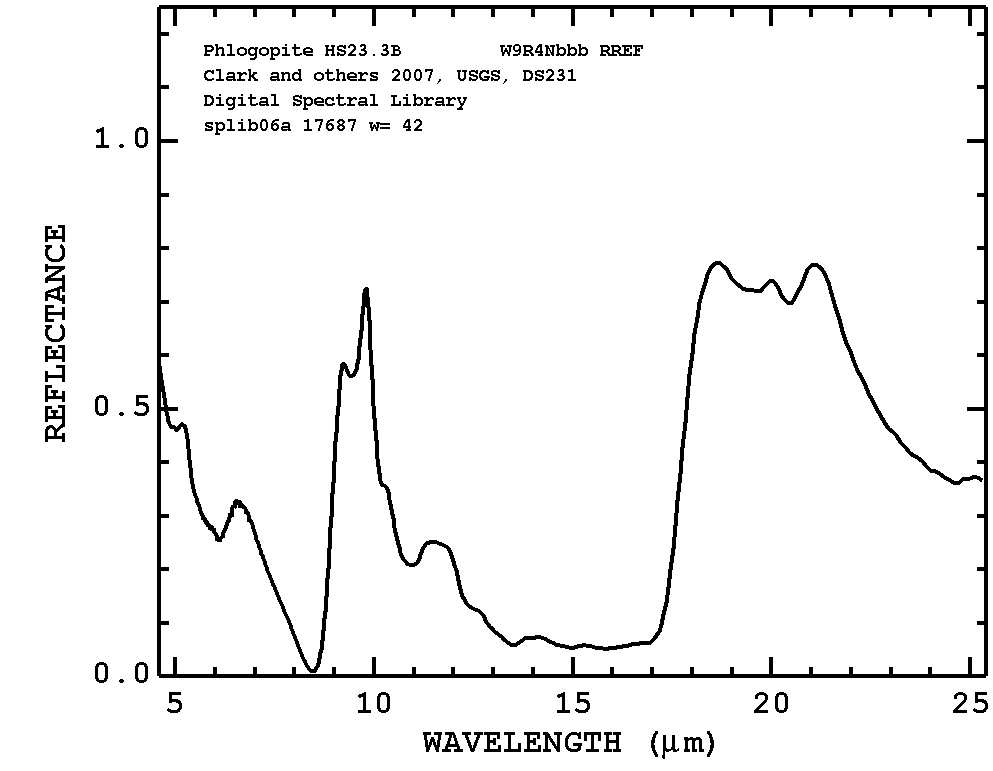 Phlogopite HS23.3B W9R4Nbbb RREF
Clark and others 2007, USGS, DS231
Digital Spectral Library
splib06a 17687 w= 42
1.0
0.5
0.0
REFLECTANCE
5 10 15 20 25
WAVELENGTH (μm)